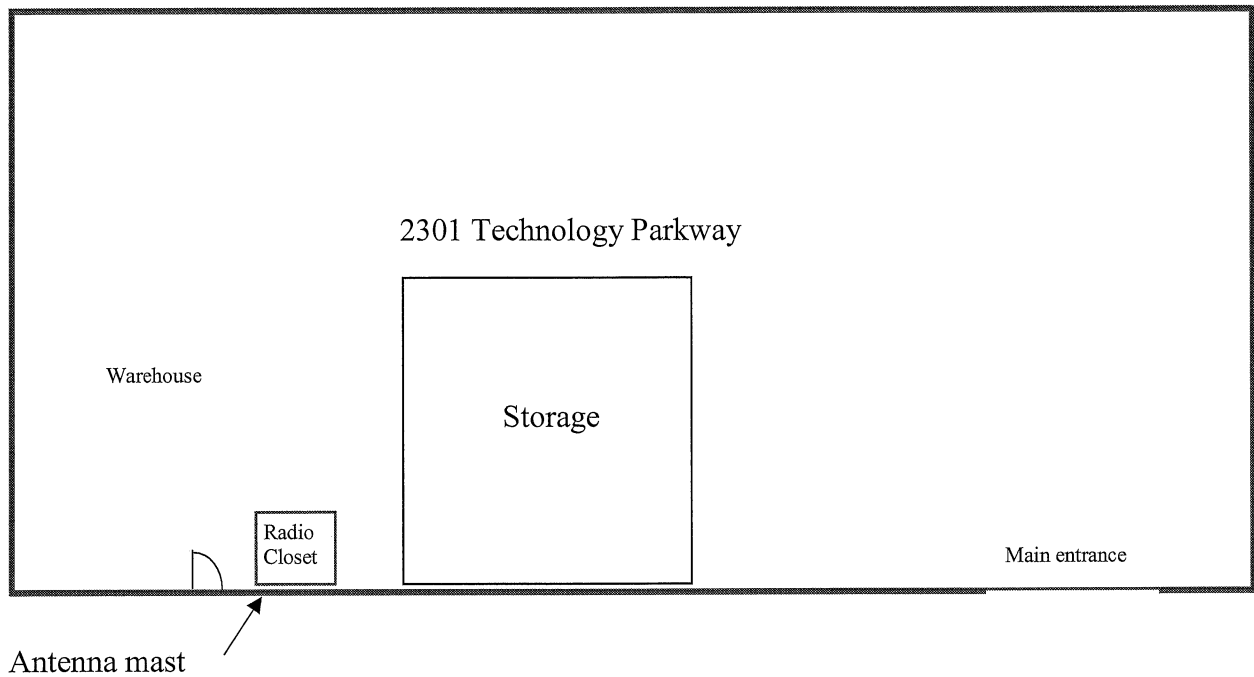 2301 Technology Parkway
Warehouse
Storage
Radio
Closet
Main entrance
Antenna mast